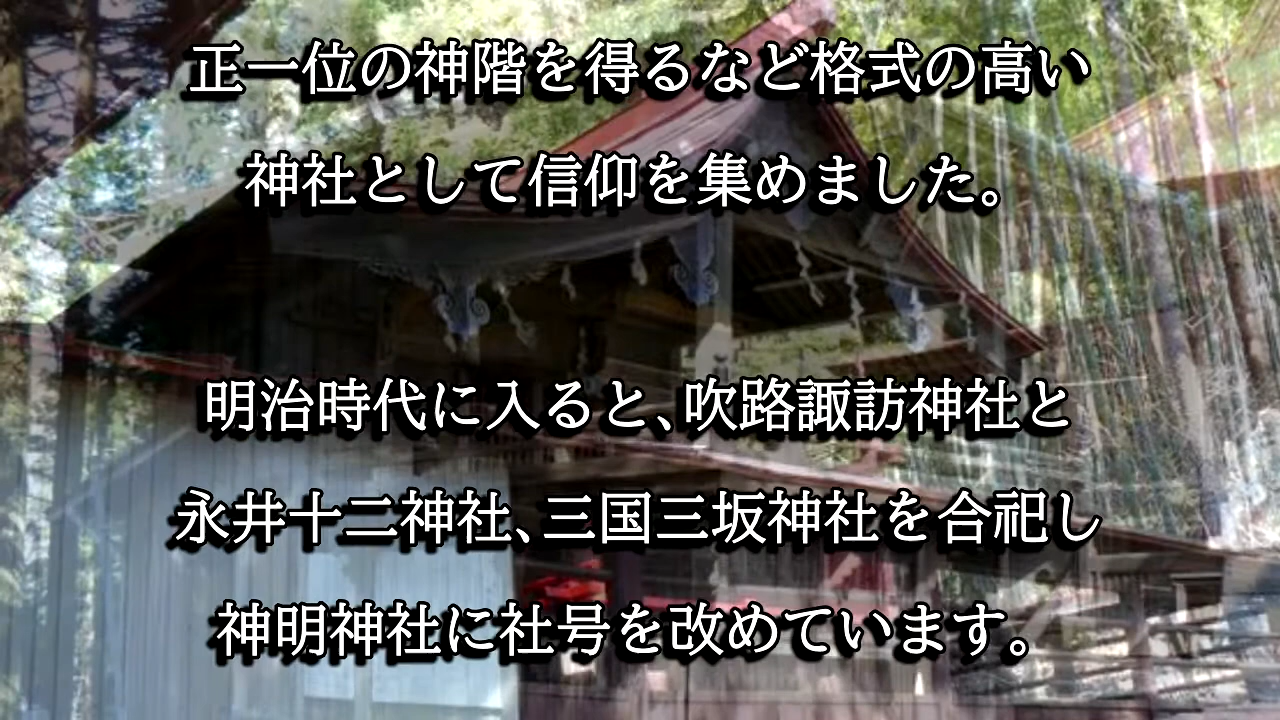 正一位の神階を得るなど格式の高い
神社として信仰を集めました。
明治時代に入ると、吹路諏訪神社と
永井十二神社、三国三坂神社を合祀し
神明神社に社号を改めています。